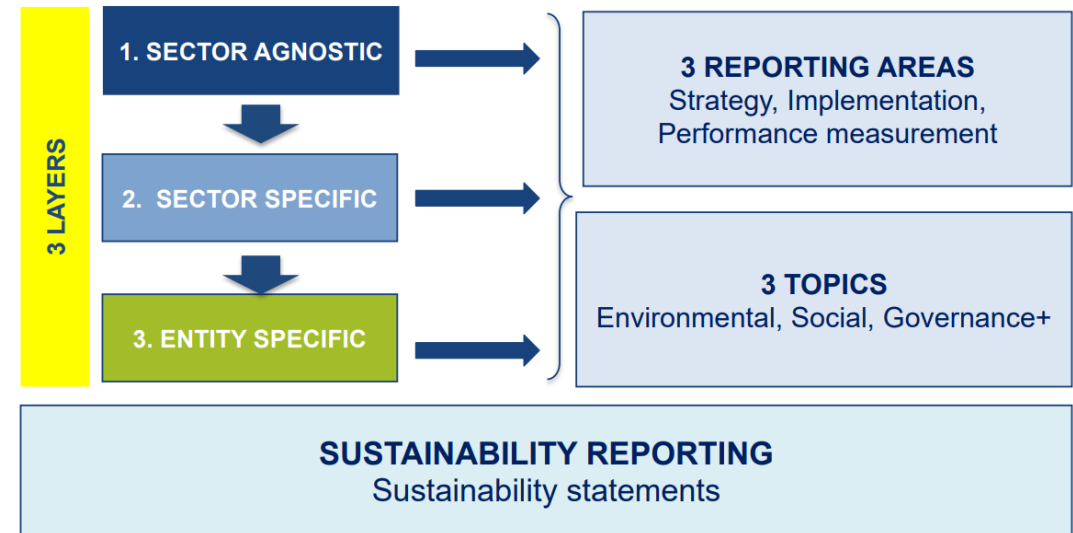 3 LAYERS
1. SECTOR AGNOSTIC
2. SECTOR SPECIFIC
3. ENTITY SPECIFIC
3 REPORTING AREAS
Strategy, Implementation,
Performance measurement
3 TOPICS
Environmental, Social, Governance+
SUSTAINABILITY REPORTING
Sustainability statements